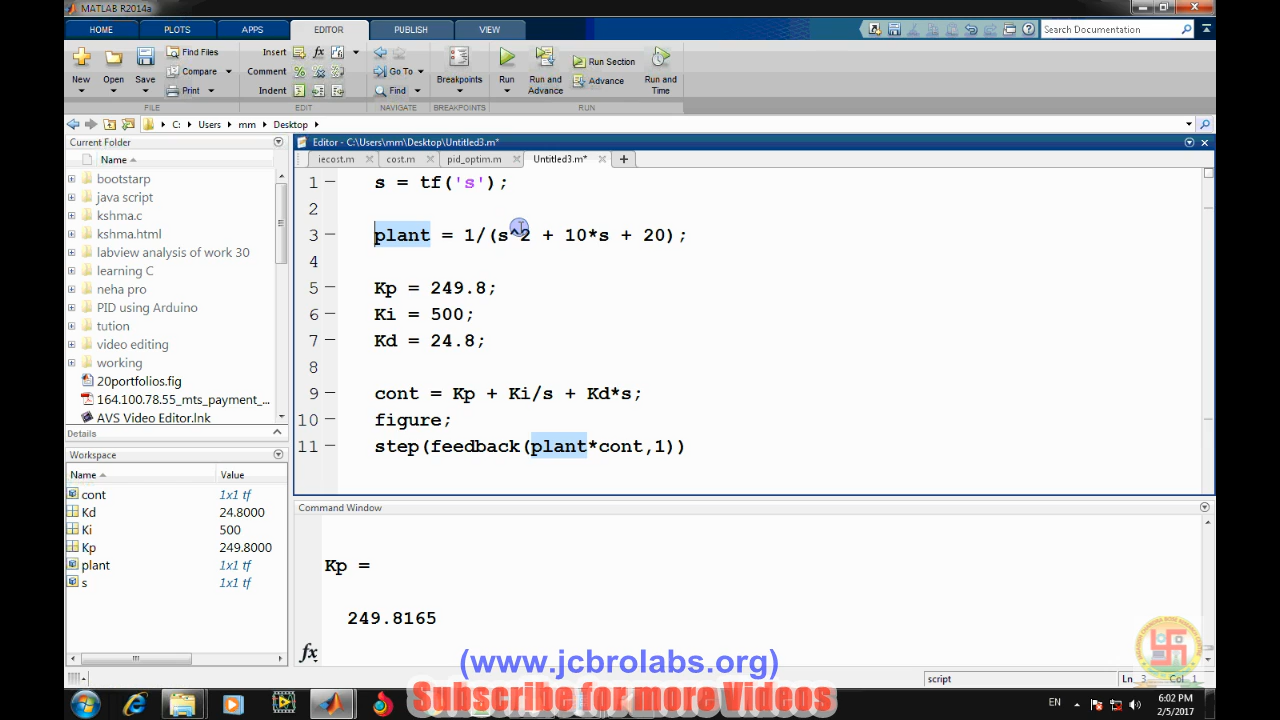 MATLAB R2014a
HOME PLOTS APPS EDITOR PUBLISH VIEW Search Documentation
New Open Save Find Files Compare Print Insert Comment Indent fx Go To Find Breakpoints Run Run and Advance Run Section Advance Run and Time
FILE EDIT NAVIGATE BREAKPOINTS RUN
C: Users mm Desktop
Current Folder
Name
bootstarp
java script
kshma.c
kshma.html
labview analysis of work 30
learning C
neha pro
PID using Arduino
tution
video editing
working
20portfolios.fig
164.100.78.55_mts_payment_...
AVS Video Editor.lnk
Details
Workspace
Name Value
cont 1x1 tf
Kd 24.8000
Ki 500
Kp 249.8000
plant 1x1 tf
s 1x1 tf
Editor - C:\Users\mm\Desktop\Untitled3.m*
iecost.m cost.m pid_optim.m Untitled3.m*
1 s = tf('s');
2
3 plant = 1/(s^2 + 10*s + 20);
4
5 Kp = 249.8;
6 Ki = 500;
7 Kd = 24.8;
8
9 cont = Kp + Ki/s + Kd*s;
10 figure;
11 step(feedback(plant*cont,1))
Command Window
Kp =
249.8165
fx
(www.jcbrolabs.org)
script Ln 3 Col 1
Subscribe for more Videos
EN 6:02 PM
2/5/2017